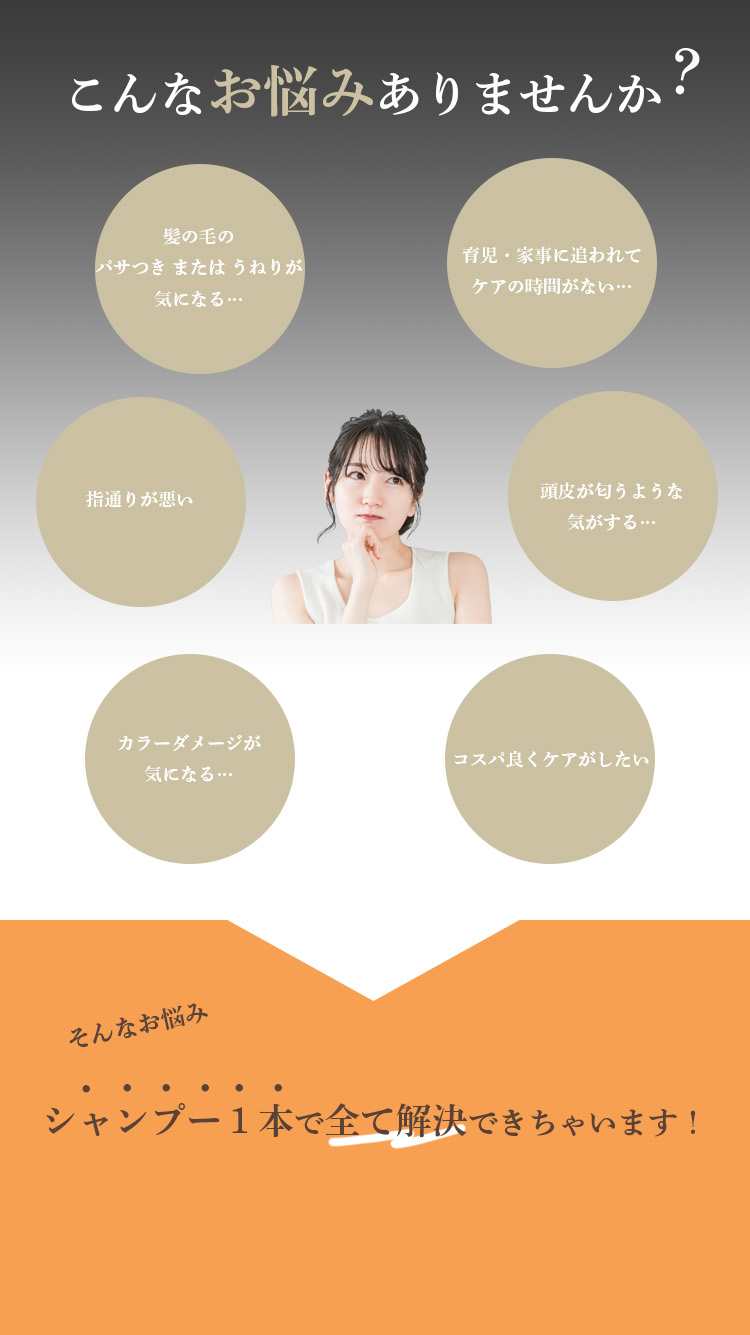 こんなお悩みありませんか?
髪の毛の
パサつき または うねりが
気になる…
育児・家事に追われて
ケアの時間がない…
指通りが悪い
頭皮が匂うような
気がする…
カラーダメージが
気になる…
コスパ良くケアがしたい
そんなお悩み
シャンプー１本で全て解決できちゃいます！